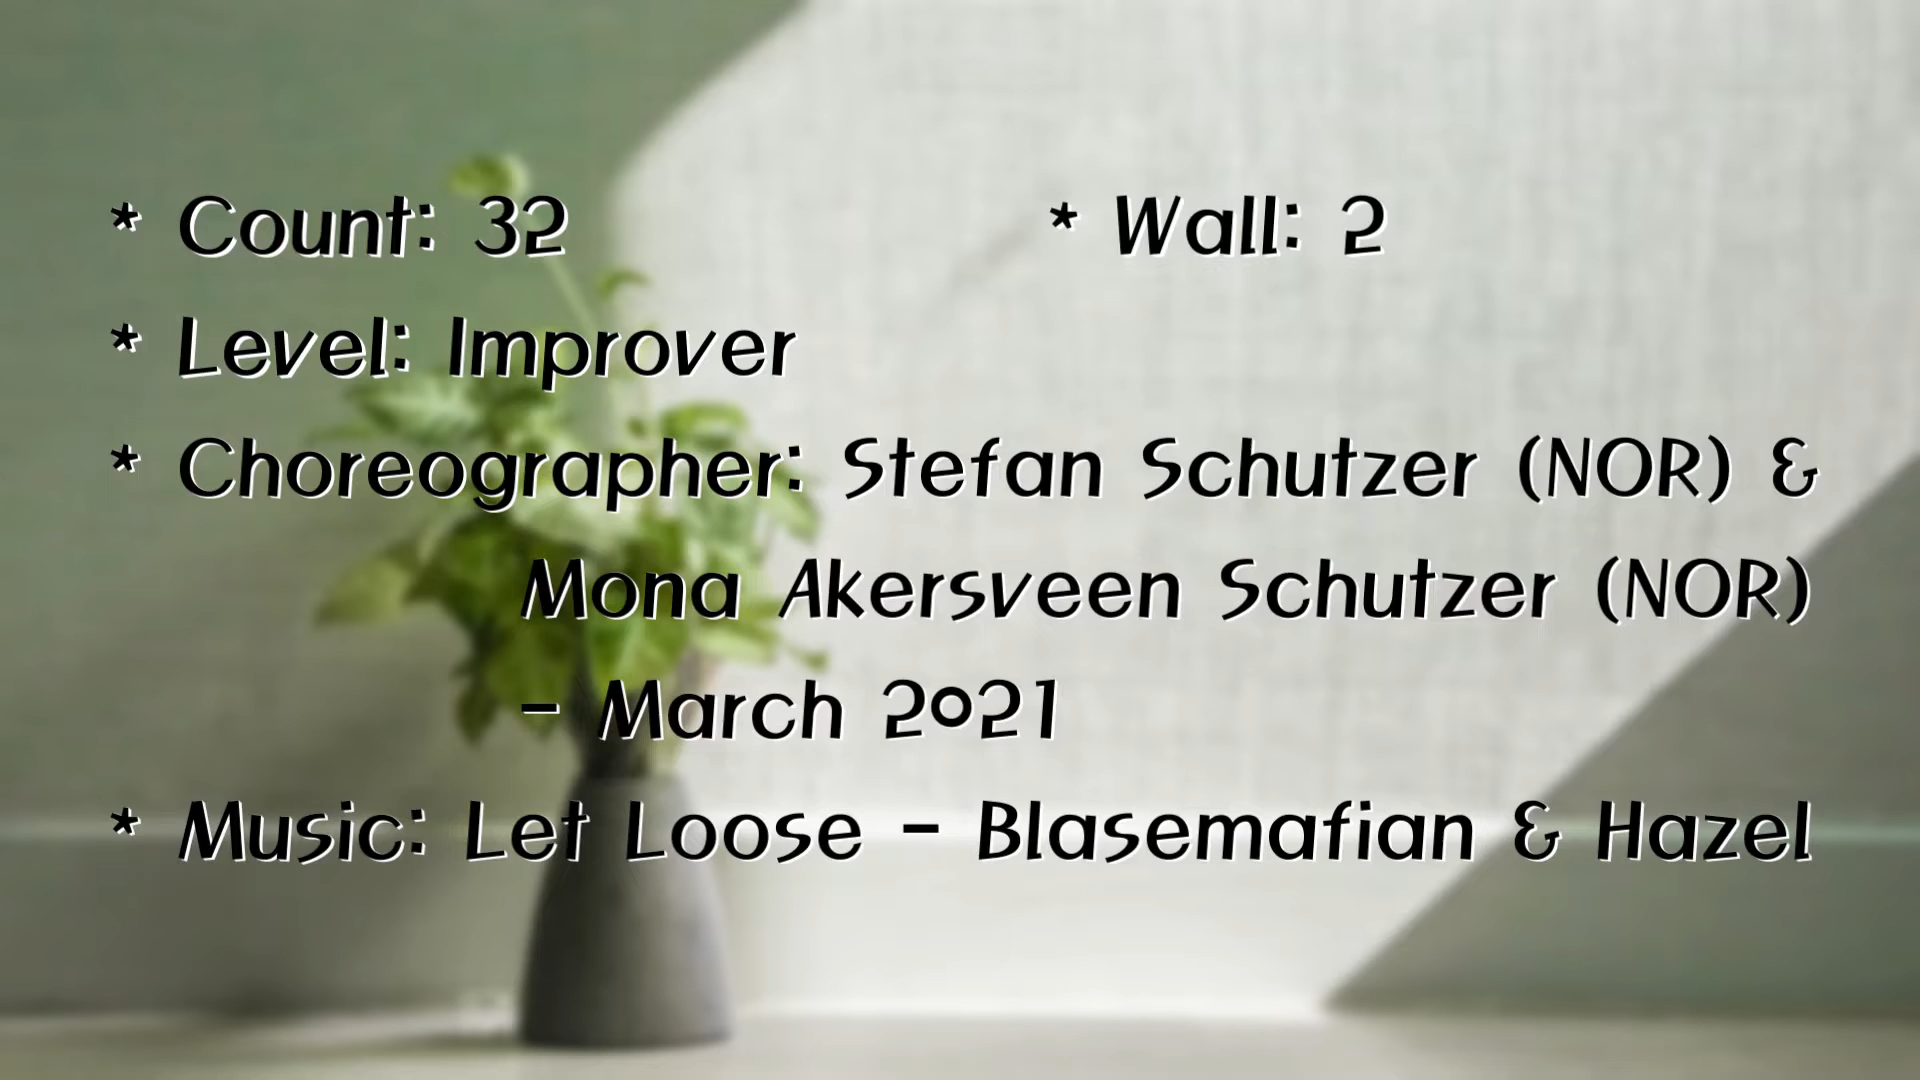 * Count: 32 * Wall: 2
* Level: Improver
* Choreographer: Stefan Schutzer (NOR) &
Mona Akersveen Schutzer (NOR)
- March 2021
* Music: Let Loose - Blasemafian & Hazel